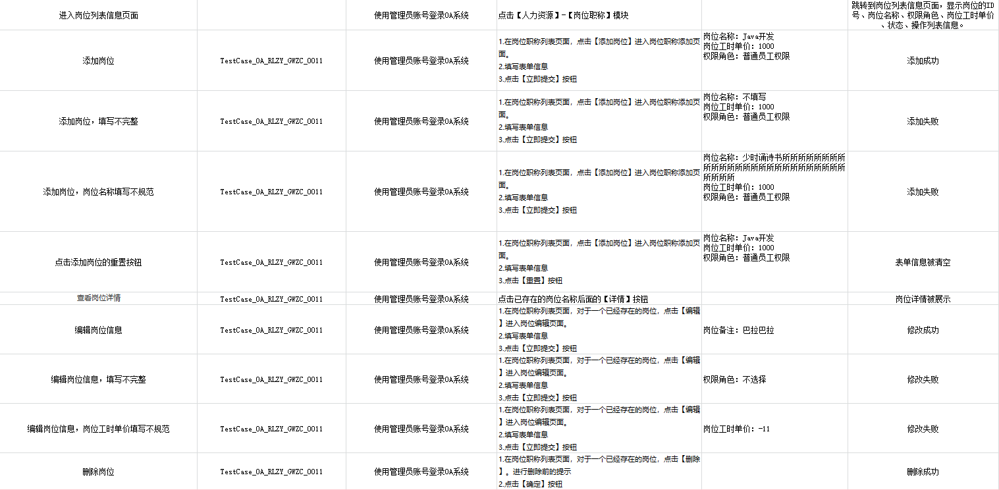 进入岗位列表信息页面
使用管理员账号登录OA系统
点击【人力资源】-【岗位职称】模块
跳转到岗位列表信息页面，显示岗位的ID
号、岗位名称、权限角色、岗位工时单价
、状态、操作列表信息。
添加岗位
TestCase_OA_RLZY_GWZC_0011
使用管理员账号登录OA系统
1.在岗位职称列表页面，点击【添加岗位】进入岗位职称添加页
面。
2.填写表单信息
3.点击【立即提交】按钮
岗位名称：Java开发
岗位工时单价：1000
权限角色：普通员工权限
添加成功
添加岗位，填写不完整
TestCase_OA_RLZY_GWZC_0011
使用管理员账号登录OA系统
1.在岗位职称列表页面，点击【添加岗位】进入岗位职称添加页
面。
2.填写表单信息
3.点击【立即提交】按钮
岗位名称：不填写
岗位工时单价：1000
权限角色：普通员工权限
添加失败
添加岗位，岗位名称填写不规范
TestCase_OA_RLZY_GWZC_0011
使用管理员账号登录OA系统
1.在岗位职称列表页面，点击【添加岗位】进入岗位职称添加页
面。
2.填写表单信息
3.点击【立即提交】按钮
岗位名称：少时诵诗书所所所所所所所所
所所所所所所所所所所所所所所所所所所
所所所所
岗位工时单价：1000
权限角色：普通员工权限
添加失败
点击添加岗位的重置按钮
TestCase_OA_RLZY_GWZC_0011
使用管理员账号登录OA系统
1.在岗位职称列表页面，点击【添加岗位】进入岗位职称添加页
面。
2.填写表单信息
3.点击【重置】按钮
岗位名称：Java开发
岗位工时单价：1000
权限角色：普通员工权限
表单信息被清空
查看岗位详情
TestCase_OA_RLZY_GWZC_0011
使用管理员账号登录OA系统
点击已存在的岗位名称后面的【详情】按钮
岗位详情被展示
编辑岗位信息
TestCase_OA_RLZY_GWZC_0011
使用管理员账号登录OA系统
1.在岗位职称列表页面，对于一个已经存在的岗位，点击【编辑
】进入岗位编辑页面。
2.填写表单信息
3.点击【立即提交】按钮
岗位备注：巴拉巴拉
修改成功
编辑岗位信息，填写不完整
TestCase_OA_RLZY_GWZC_0011
使用管理员账号登录OA系统
1.在岗位职称列表页面，对于一个已经存在的岗位，点击【编辑
】进入岗位编辑页面。
2.填写表单信息
3.点击【立即提交】按钮
权限角色：不选择
修改失败
编辑岗位信息，岗位工时单价填写不规范
TestCase_OA_RLZY_GWZC_0011
使用管理员账号登录OA系统
1.在岗位职称列表页面，对于一个已经存在的岗位，点击【编辑
】进入岗位编辑页面。
2.填写表单信息
3.点击【立即提交】按钮
岗位工时单价：-11
修改失败
删除岗位
TestCase_OA_RLZY_GWZC_0011
使用管理员账号登录OA系统
1.在岗位职称列表页面，对于一个已经存在的岗位，点击【删除
】。进行删除前的提示
2.点击【确定】按钮
删除成功